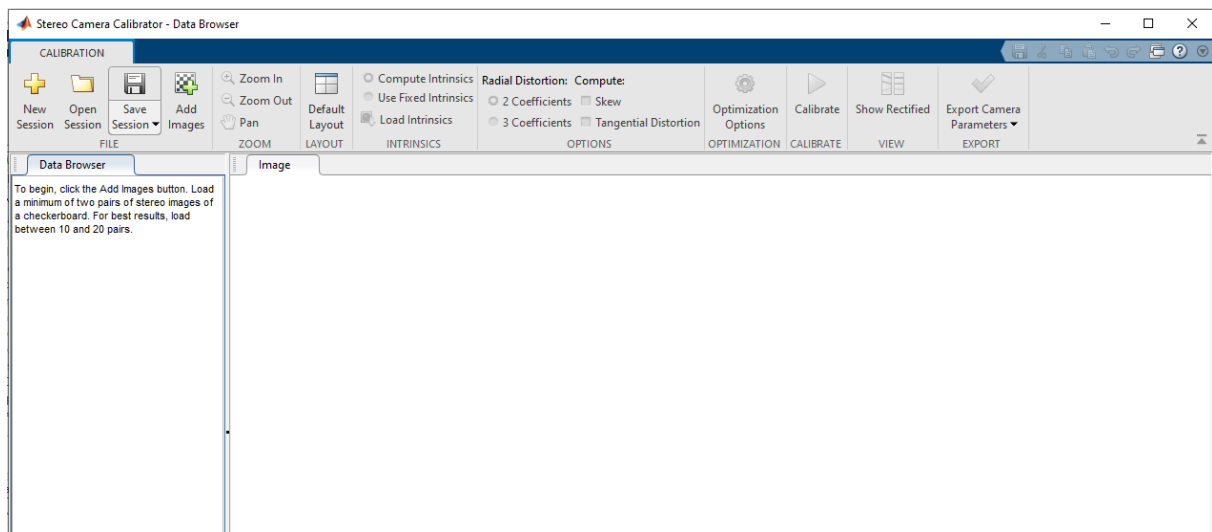 Stereo Camera Calibrator - Data Browser
CALIBRATION
New Session
Open Session
Save Session
Add Images
FILE
Zoom In
Zoom Out
Pan
ZOOM
Default Layout
LAYOUT
Compute Intrinsics
Use Fixed Intrinsics
Load Intrinsics
INTRINSICS
Radial Distortion: Compute:
2 Coefficients Skew
3 Coefficients Tangential Distortion
OPTIONS
Optimization Options
OPTIMIZATION
Calibrate
CALIBRATE
Show Rectified
VIEW
Export Camera Parameters
EXPORT
Data Browser
Image
To begin, click the Add Images button. Load
a minimum of two pairs of stereo images of
a checkerboard. For best results, load
between 10 and 20 pairs.